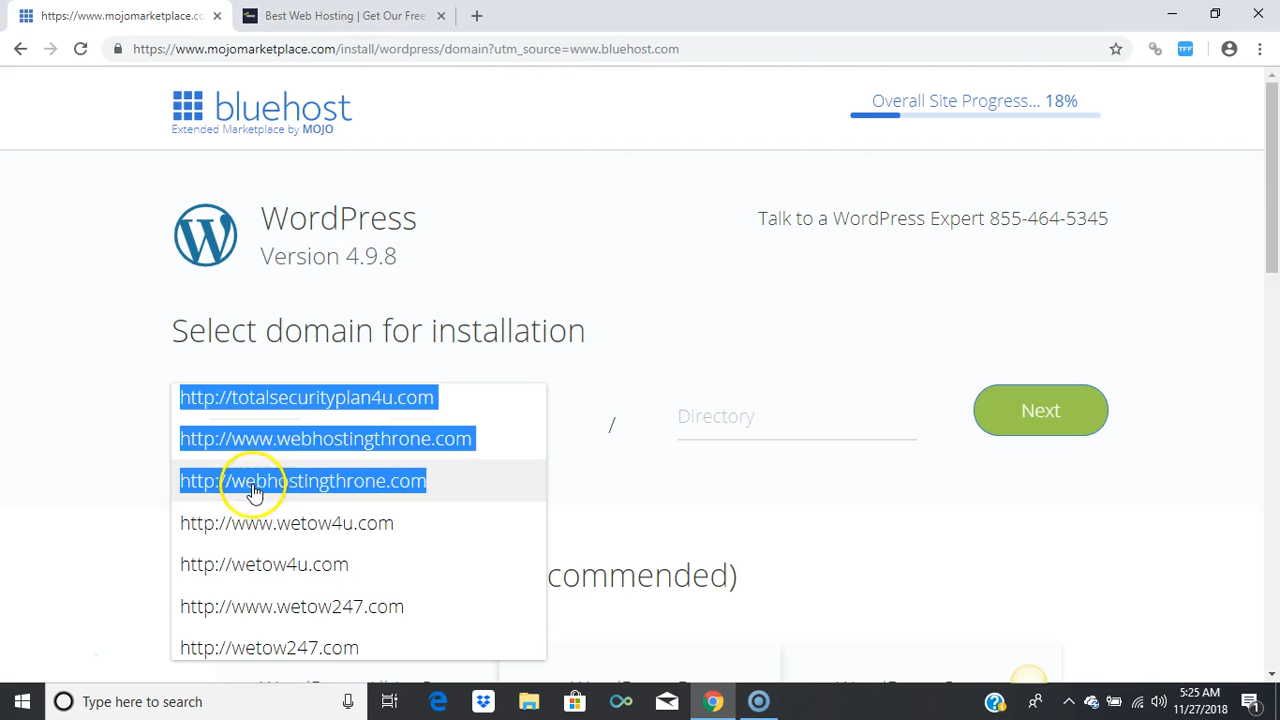 https://www.mojomarketplace.co
Best Web Hosting | Get Our Free
https://www.mojomarketplace.com/install/wordpress/domain?utm_source=www.bluehost.com
TFF
bluehost
Extended Marketplace by MOJO
Overall Site Progress... 18%
WordPress
Version 4.9.8
Talk to a WordPress Expert 855-464-5345
Select domain for installation
http://totalsecurityplan4u.com
http://www.webhostingthrone.com
http://webhostingthrone.com
http://www.wetow4u.com
http://wetow4u.com
http://www.wetow247.com
http://wetow247.com
/
Directory
Next
commended)
Type here to search
5:25 AM
11/27/2018
1